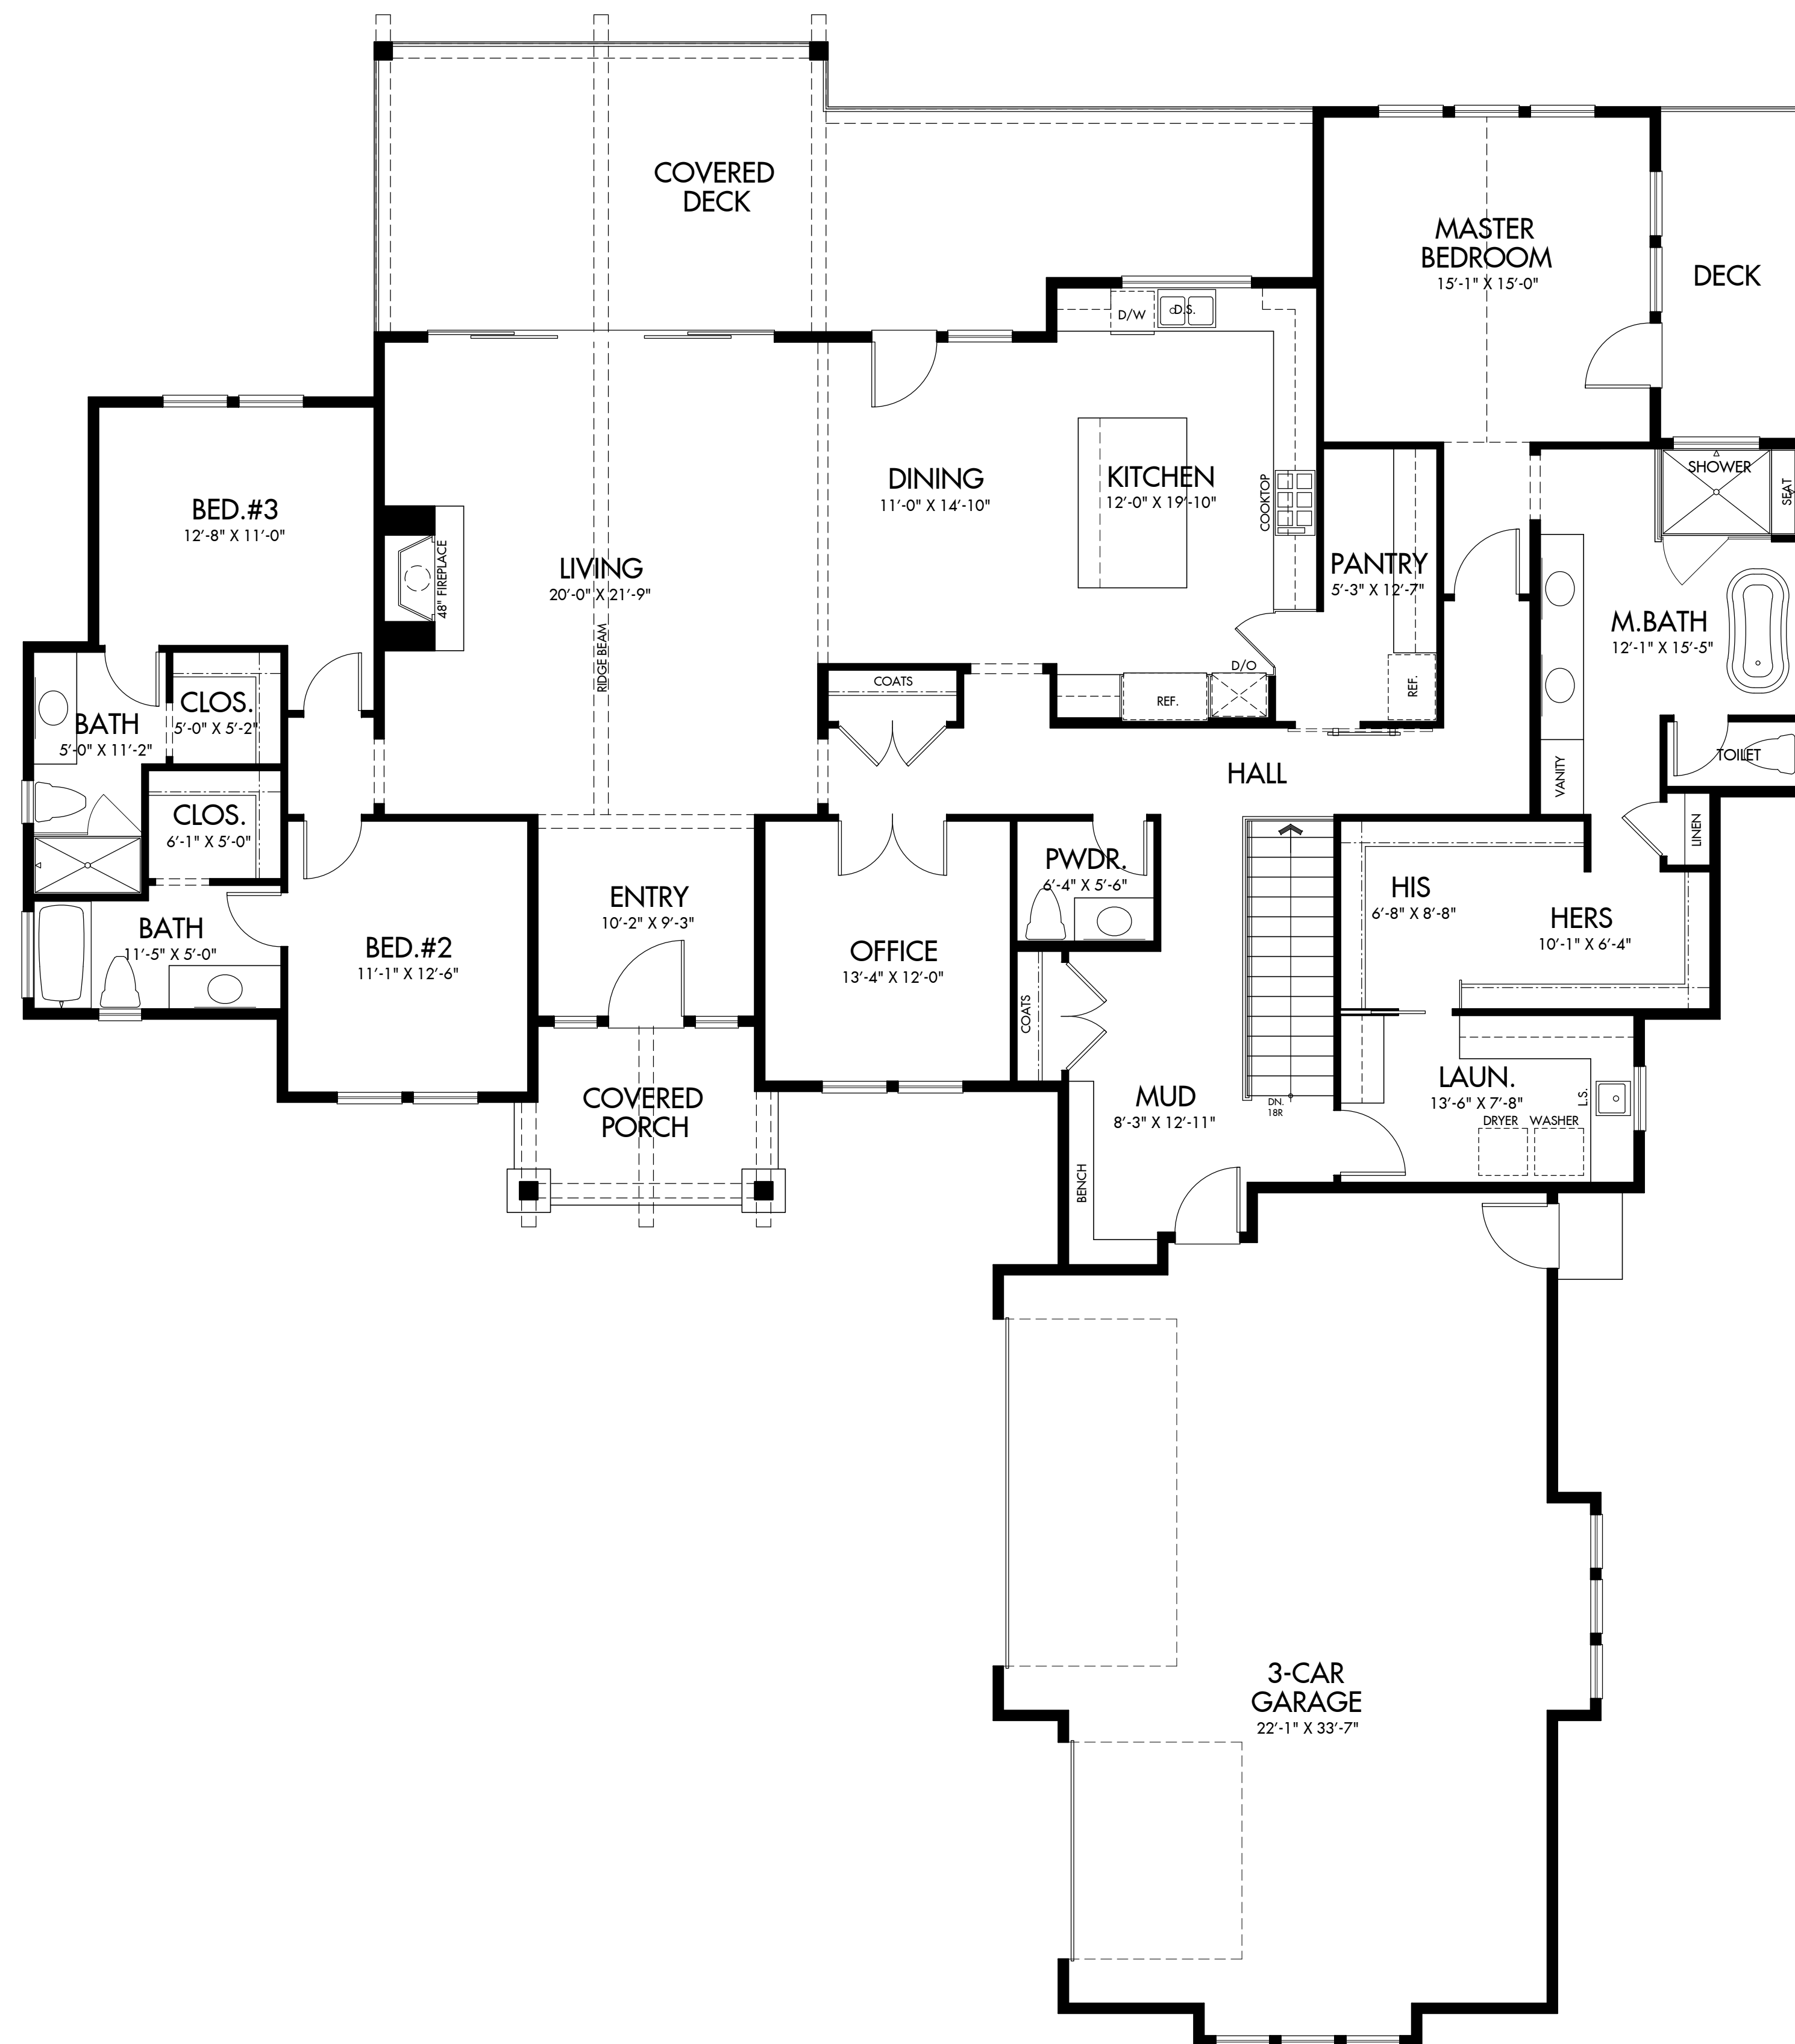 COVERED
DECK
MASTER
BEDROOM
15'-1" X 15'-0"
DECK
D/W
D.S.
BED.#3
12'-8" X 11'-0"
48" FIREPLACE
LIVING
20'-0" X 21'-9"
RIDGE BEAM
DINING
11'-0" X 14'-10"
KITCHEN
12'-0" X 19'-10"
COOKTOP
PANTRY
5'-3" X 12'-7"
SHOWER
SEAT
M.BATH
12'-1" X 15'-5"
BATH
5'-0" X 11'-2"
CLOS.
5'-0" X 5'-2"
COATS
REF.
D/O
REF.
HALL
VANITY
TOILET
CLOS.
6'-1" X 5'-0"
LINEN
ENTRY
10'-2" X 9'-3"
PWDR.
6'-4" X 5'-6"
HIS
6'-8" X 8'-8"
HERS
10'-1" X 6'-4"
BATH
11'-5" X 5'-0"
BED.#2
11'-1" X 12'-6"
OFFICE
13'-4" X 12'-0"
COATS
COVERED
PORCH
MUD
8'-3" X 12'-11"
DN.
18R
LAUN.
13'-6" X 7'-8"
L.S.
DRYER
WASHER
BENCH
3-CAR
GARAGE
22'-1" X 33'-7"